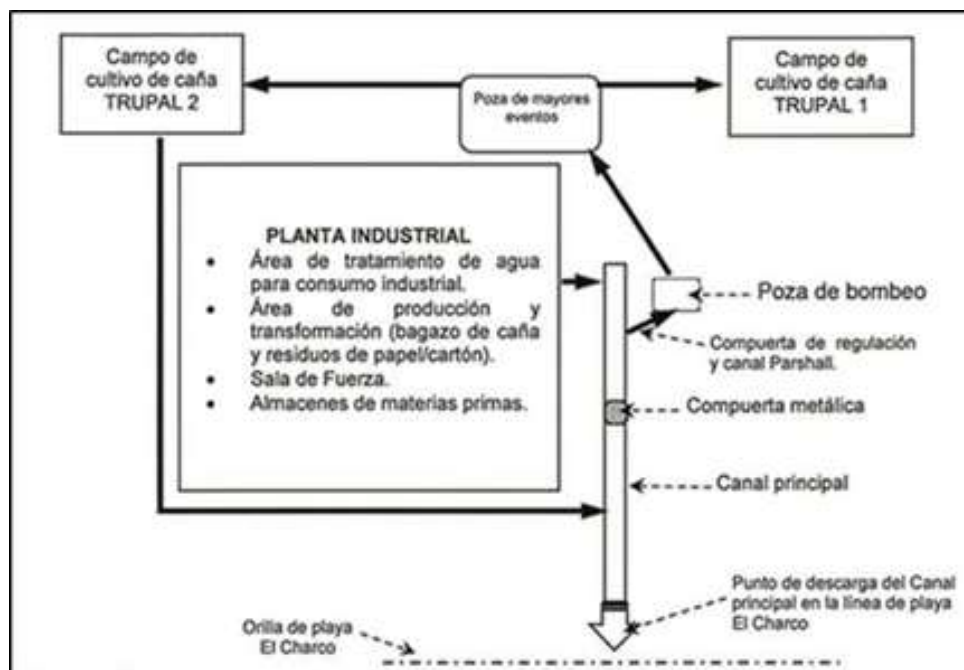 Campo de
cultivo de caña
TRUPAL 2
Poza de mayores
eventos
Campo de
cultivo de caña
TRUPAL 1
PLANTA INDUSTRIAL
• Área de tratamiento de agua
para consumo industrial.
• Área de producción y
transformación (bagazo de caña
y residuos de papel/cartón).
• Sala de Fuerza.
• Almacenes de materias primas.
Poza de bombeo
Compuerta de regulación
y canal Parshall.
Compuerta metálica
Canal principal
Punto de descarga del Canal
principal en la línea de playa
El Charco
Orilla de playa
El Charco